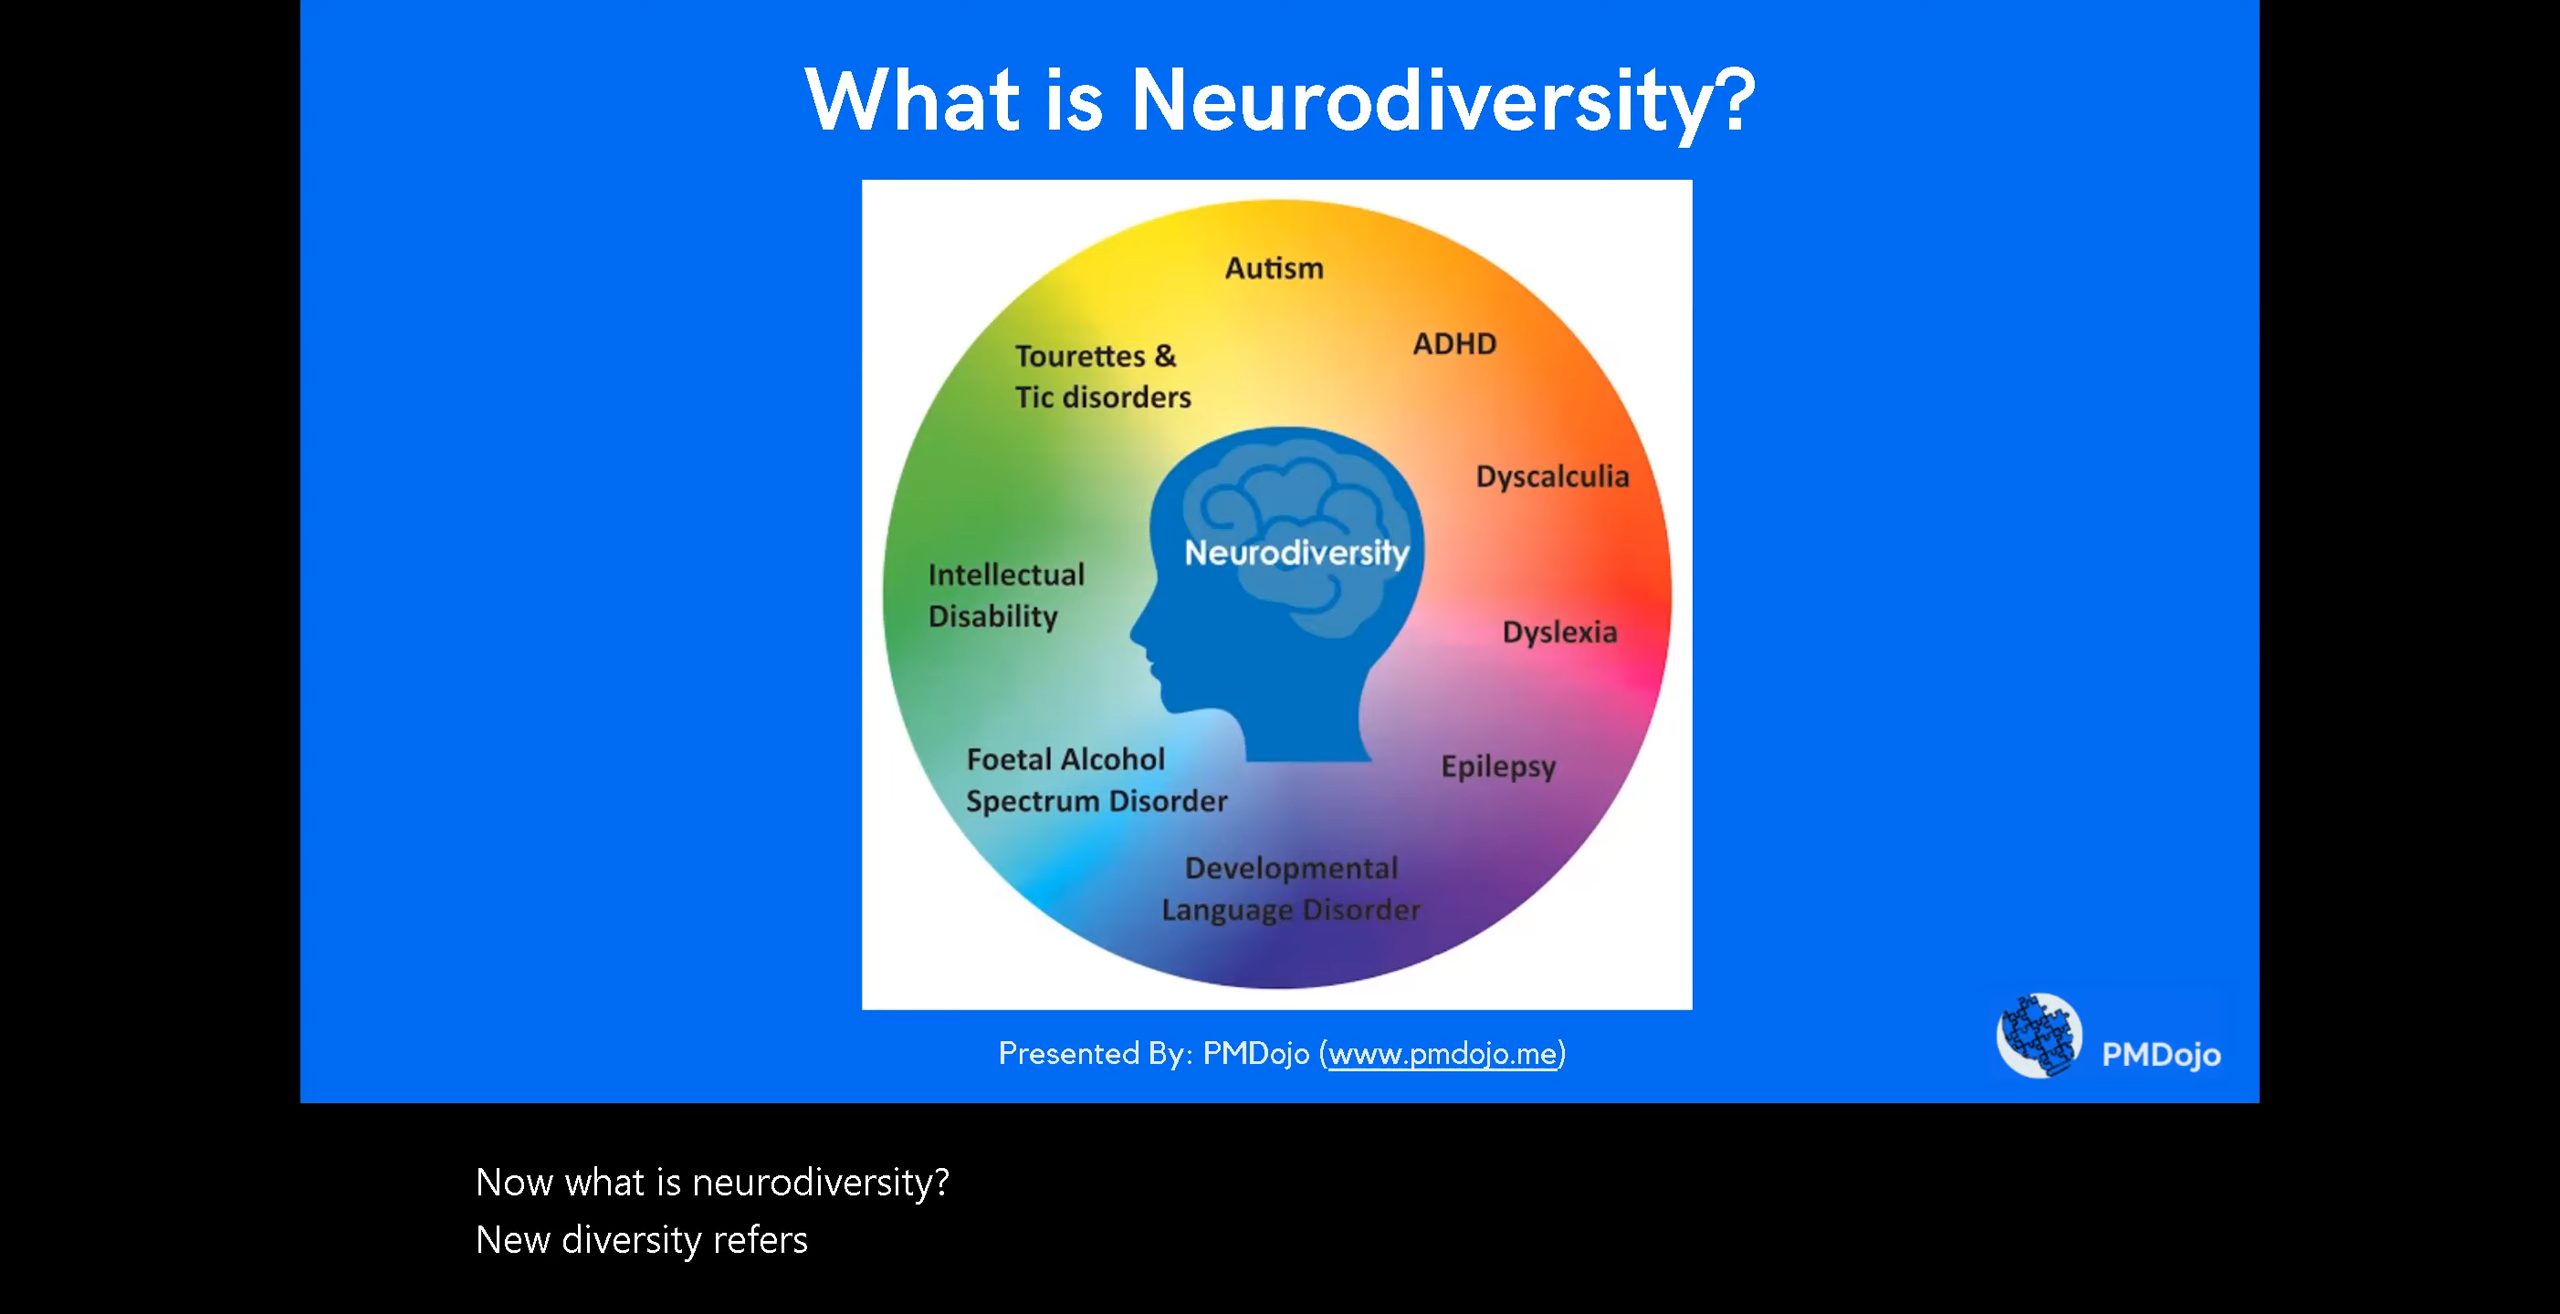 What is Neurodiversity?
Autism
ADHD
Tourettes &
Tic disorders
Dyscalculia
Neurodiversity
Intellectual
Disability
Dyslexia
Foetal Alcohol
Spectrum Disorder
Epilepsy
Developmental
Language Disorder
Presented By: PMDojo (www.pmdojo.me)
PMDojo
Now what is neurodiversity?
New diversity refers